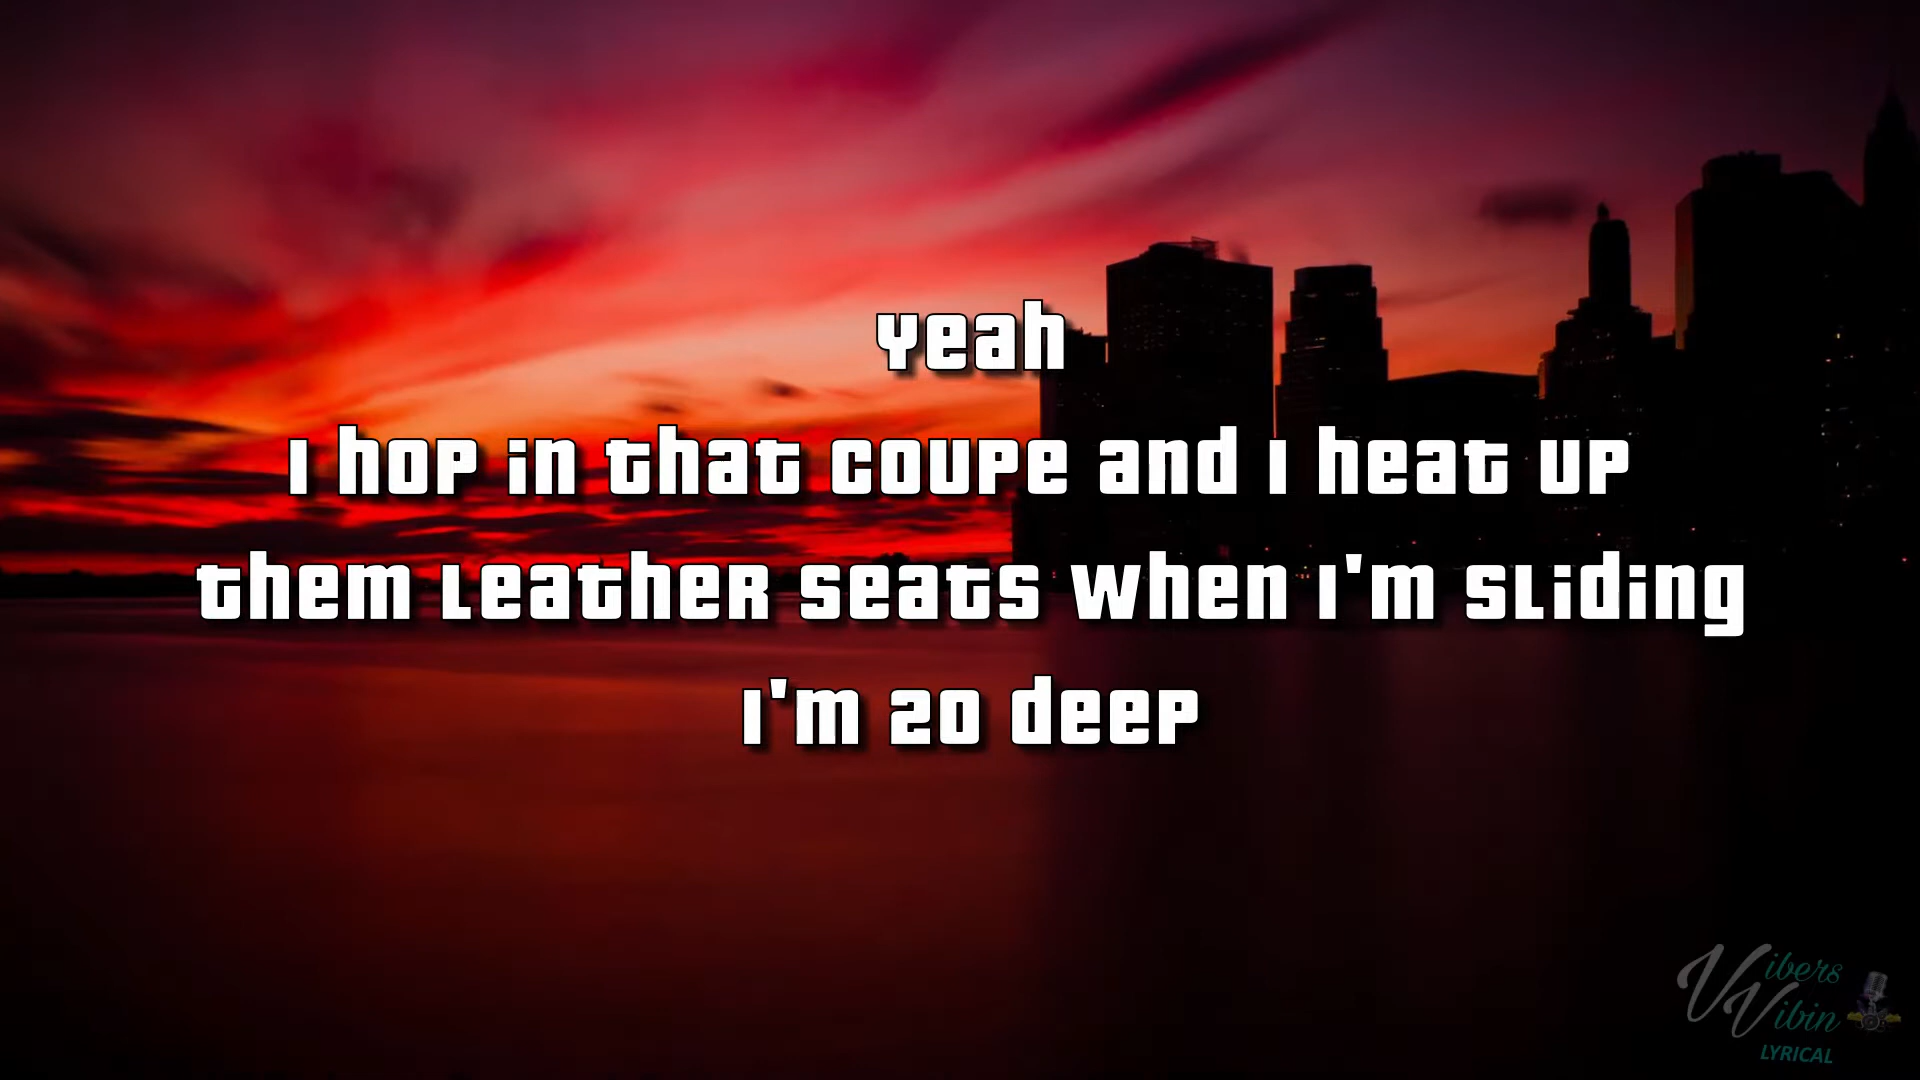 Yeah
I hop in that coupe and I heat up
them leather seats when I'm sliding
I'm 20 deep
Vibers
Vibin
LYRICAL